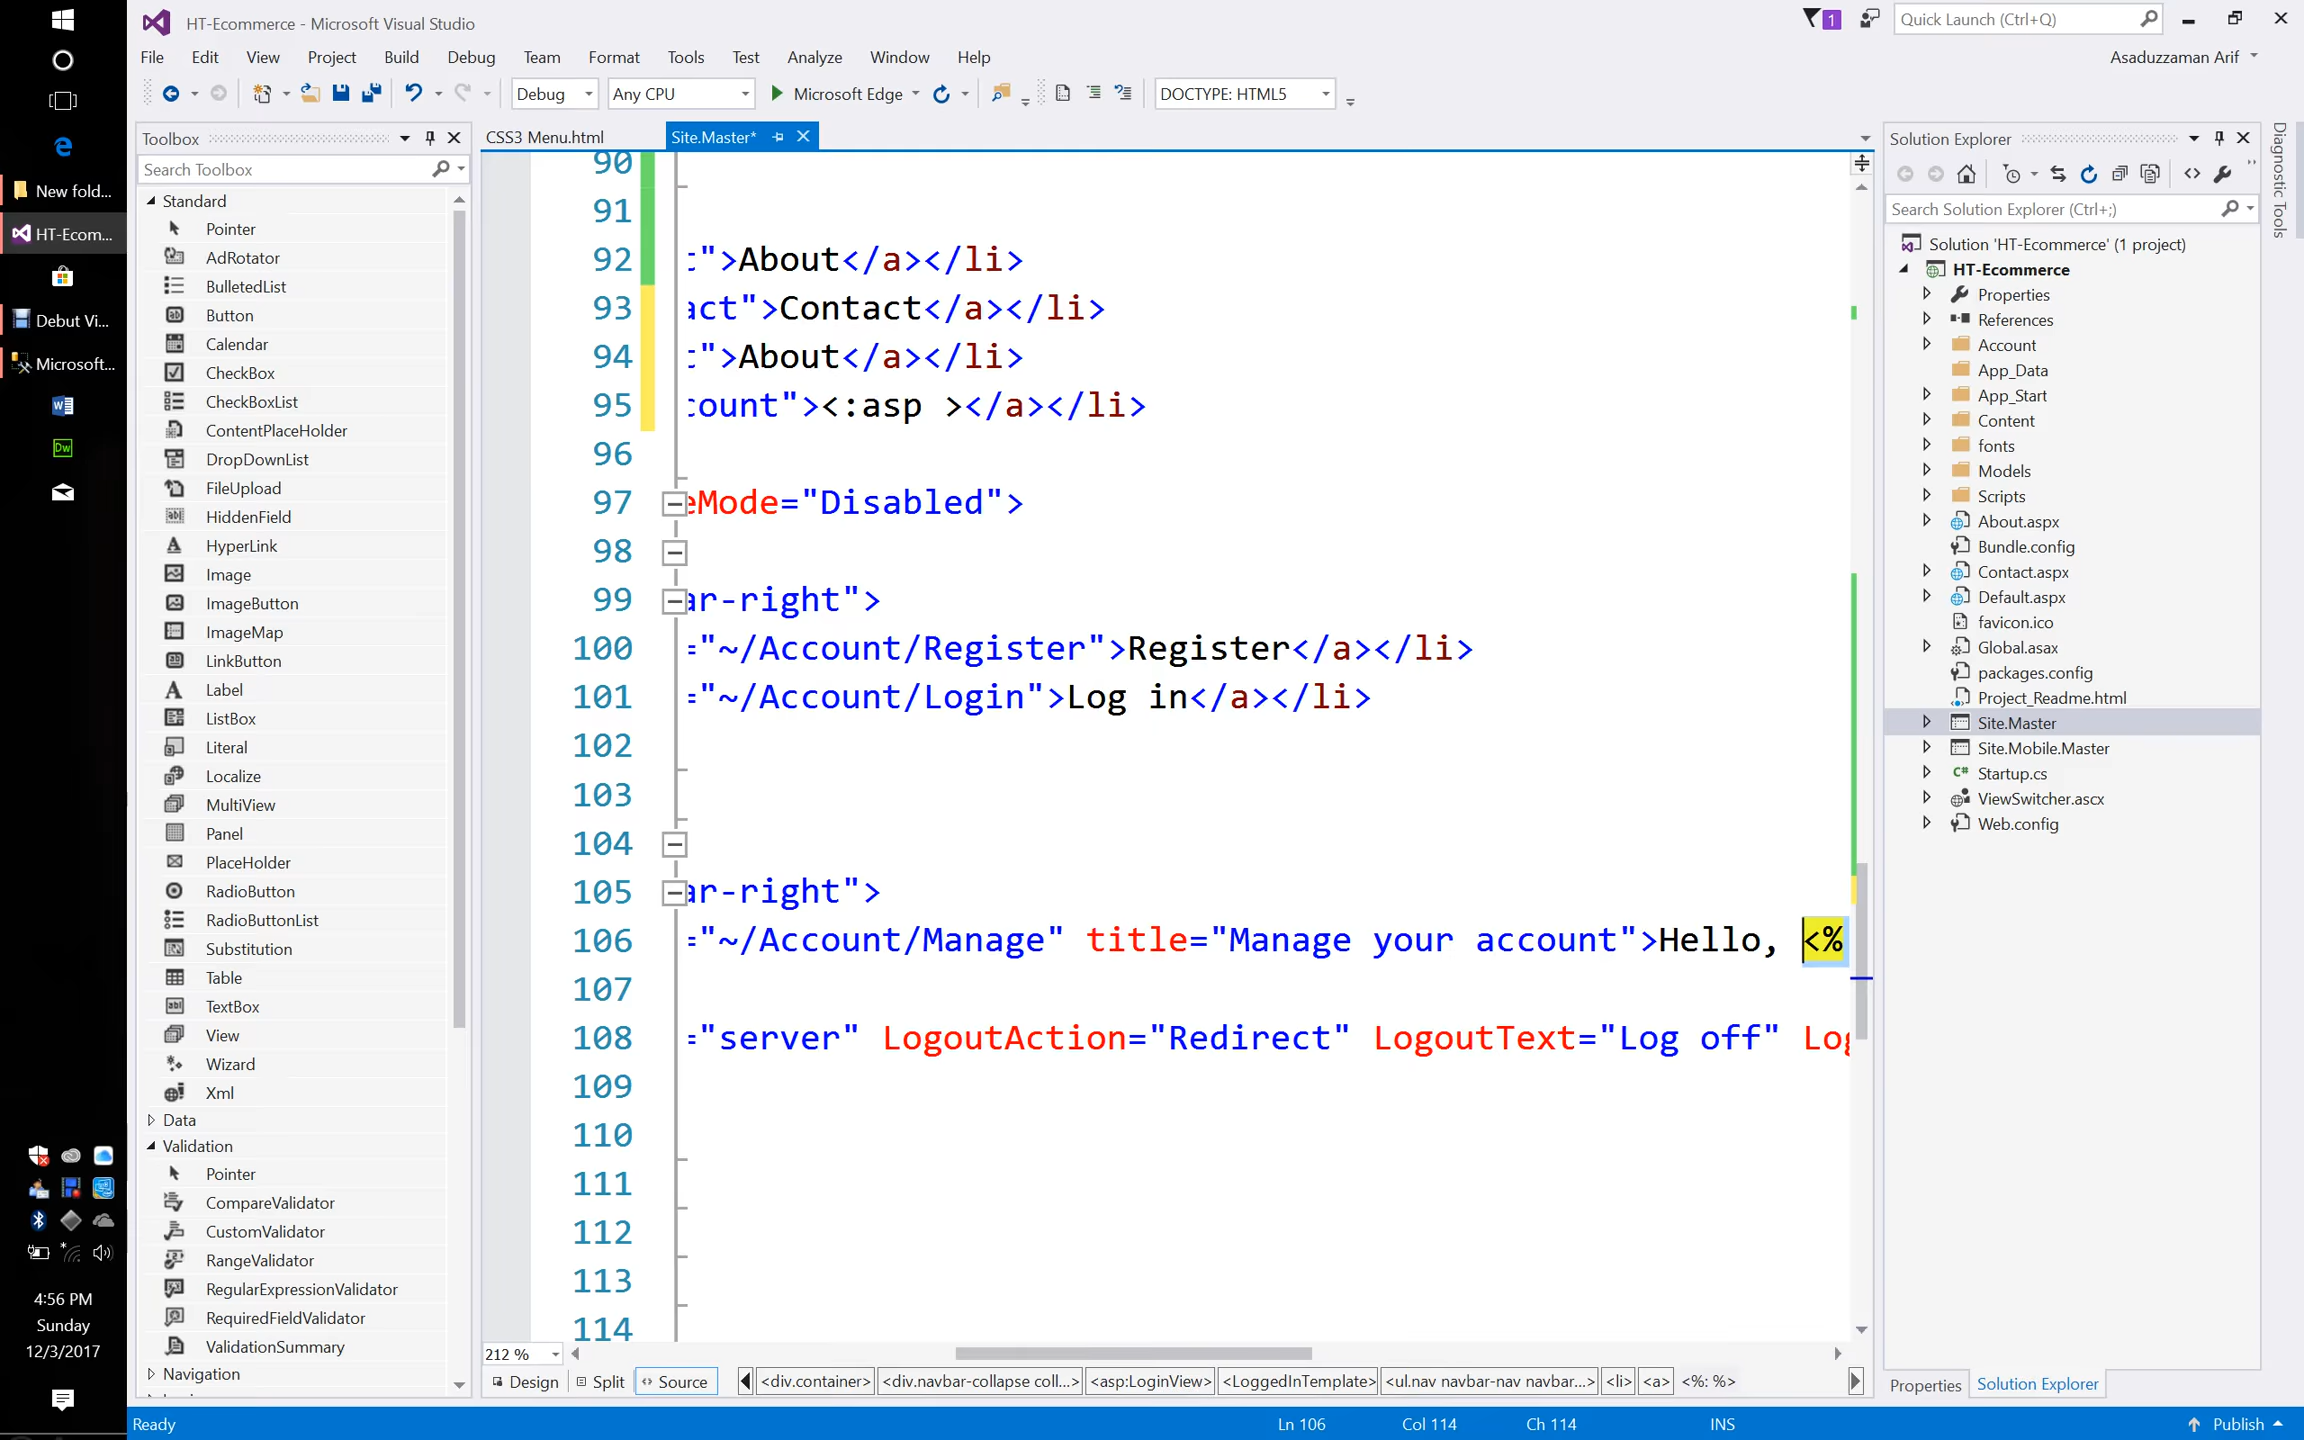 HT-Ecommerce - Microsoft Visual Studio
1
Quick Launch (Ctrl+Q)
File Edit View Project Build Debug Team Format Tools Test Analyze Window Help
Asaduzzaman Arif
Debug Any CPU Microsoft Edge DOCTYPE: HTML5
New fold...
HT-Ecom...
Debut Vi...
Microsoft...
Dw
4:56 PM
Sunday
12/3/2017
Toolbox
Search Toolbox
Standard
Pointer
AdRotator
BulletedList
Button
Calendar
CheckBox
CheckBoxList
ContentPlaceHolder
DropDownList
FileUpload
HiddenField
HyperLink
Image
ImageButton
ImageMap
LinkButton
Label
ListBox
Literal
Localize
MultiView
Panel
PlaceHolder
RadioButton
RadioButtonList
Substitution
Table
TextBox
View
Wizard
Xml
Data
Validation
Pointer
CompareValidator
CustomValidator
RangeValidator
RegularExpressionValidator
RequiredFieldValidator
ValidationSummary
Navigation
CSS3 Menu.html Site.Master*
90
91
92 t">About</a></li>
93 act">Contact</a></li>
94 t">About</a></li>
95 count"><:asp ></a></li>
96
97 eMode="Disabled">
98
99 ar-right">
100 ="~/Account/Register">Register</a></li>
101 ="~/Account/Login">Log in</a></li>
102
103
104
105 ar-right">
106 ="~/Account/Manage" title="Manage your account">Hello, <%
107
108 ="server" LogoutAction="Redirect" LogoutText="Log off" Log
109
110
111
112
113
114
212 %
Design Split Source <div.container> <div.navbar-collapse coll...> <asp:LoginView> <LoggedInTemplate> <ul.nav navbar-nav navbar...> <li> <a> <%: %>
Solution Explorer
Search Solution Explorer (Ctrl+;)
Solution 'HT-Ecommerce' (1 project)
HT-Ecommerce
Properties
References
Account
App_Data
App_Start
Content
fonts
Models
Scripts
About.aspx
Bundle.config
Contact.aspx
Default.aspx
favicon.ico
Global.asax
packages.config
Project_Readme.html
Site.Master
Site.Mobile.Master
Startup.cs
ViewSwitcher.ascx
Web.config
Properties Solution Explorer
Diagnostic Tools
Ready Ln 106 Col 114 Ch 114 INS Publish